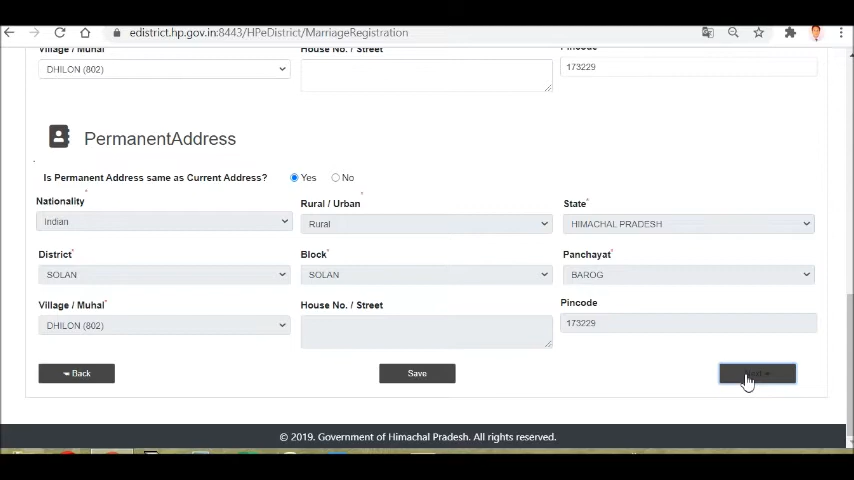 edistrict.hp.gov.in:8443/HPeDistrict/MarriageRegistration
Village / Muhal House No. / Street Pincode
DHILON (802) 173229
PermanentAddress
Is Permanent Address same as Current Address? Yes No
Nationality* Rural / Urban* State*
Indian Rural HIMACHAL PRADESH
District* Block* Panchayat*
SOLAN SOLAN BAROG
Village / Muhal* House No. / Street Pincode
DHILON (802) 173229
Back Save Next
© 2019. Government of Himachal Pradesh. All rights reserved.